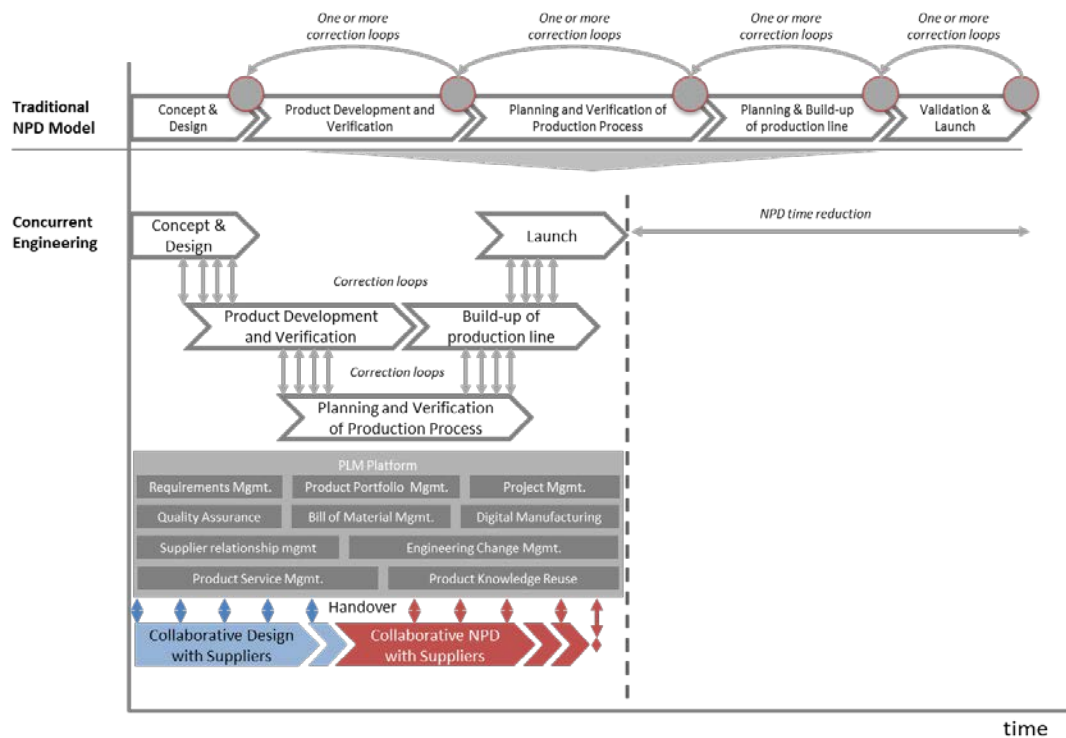 One or more
correction loops
One or more
correction loops
One or more
correction loops
One or more
correction loops
Traditional
NPD Model
Concept &
Design
Product Development and
Verification
Planning and Verification of
Production Process
Planning & Build-up
of production line
Validation &
Launch
Concurrent
Engineering
Concept &
Design
Launch
NPD time reduction
Correction loops
Product Development
and Verification
Build-up of
production line
Correction loops
Planning and Verification
of Production Process
PLM Platform
Requirements Mgmt.
Product Portfolio Mgmt.
Project Mgmt.
Quality Assurance
Bill of Material Mgmt.
Digital Manufacturing
Supplier relationship mgmt
Engineering Change Mgmt.
Product Service Mgmt.
Product Knowledge Reuse
Handover
Collaborative Design
with Suppliers
Collaborative NPD
with Suppliers
time